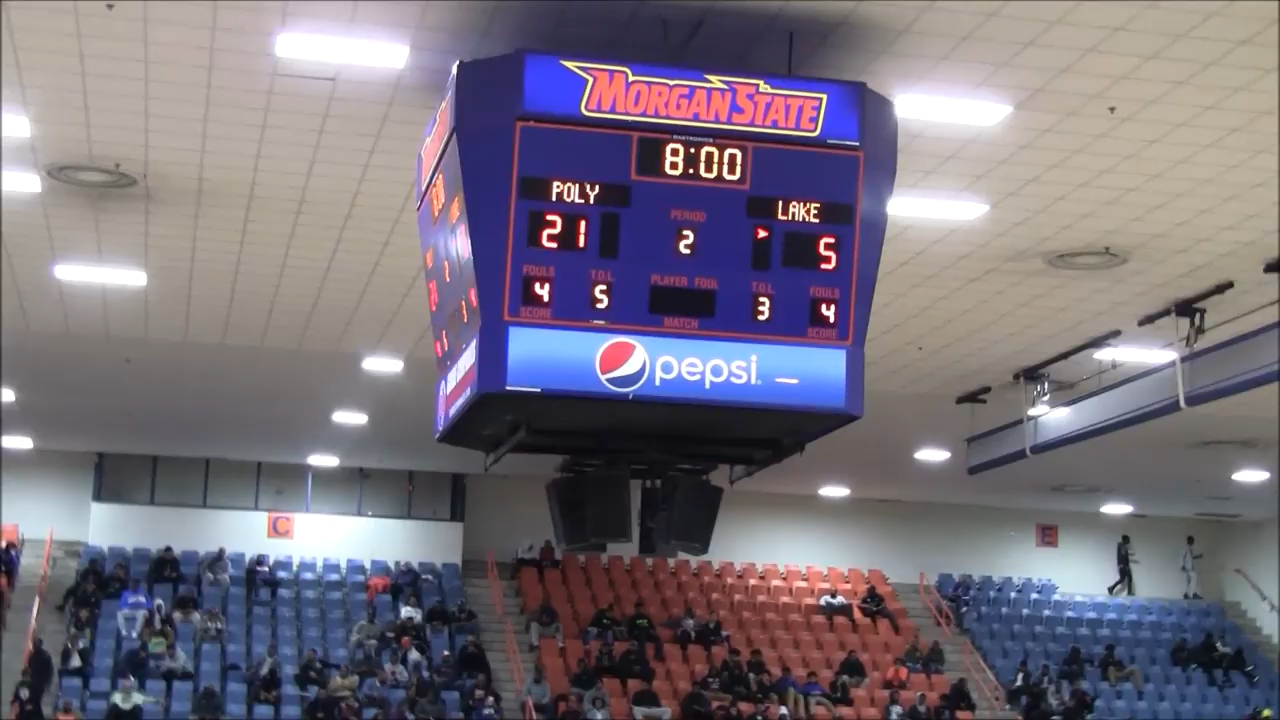 MORGAN STATE
DAKTRONICS
8:00
POLY
LAKE
21
PERIOD
2
5
FOULS
T.O.L.
PLAYER FOUL
T.O.L.
FOULS
4
5
3
4
SCORE
MATCH
SCORE
pepsi
C
E